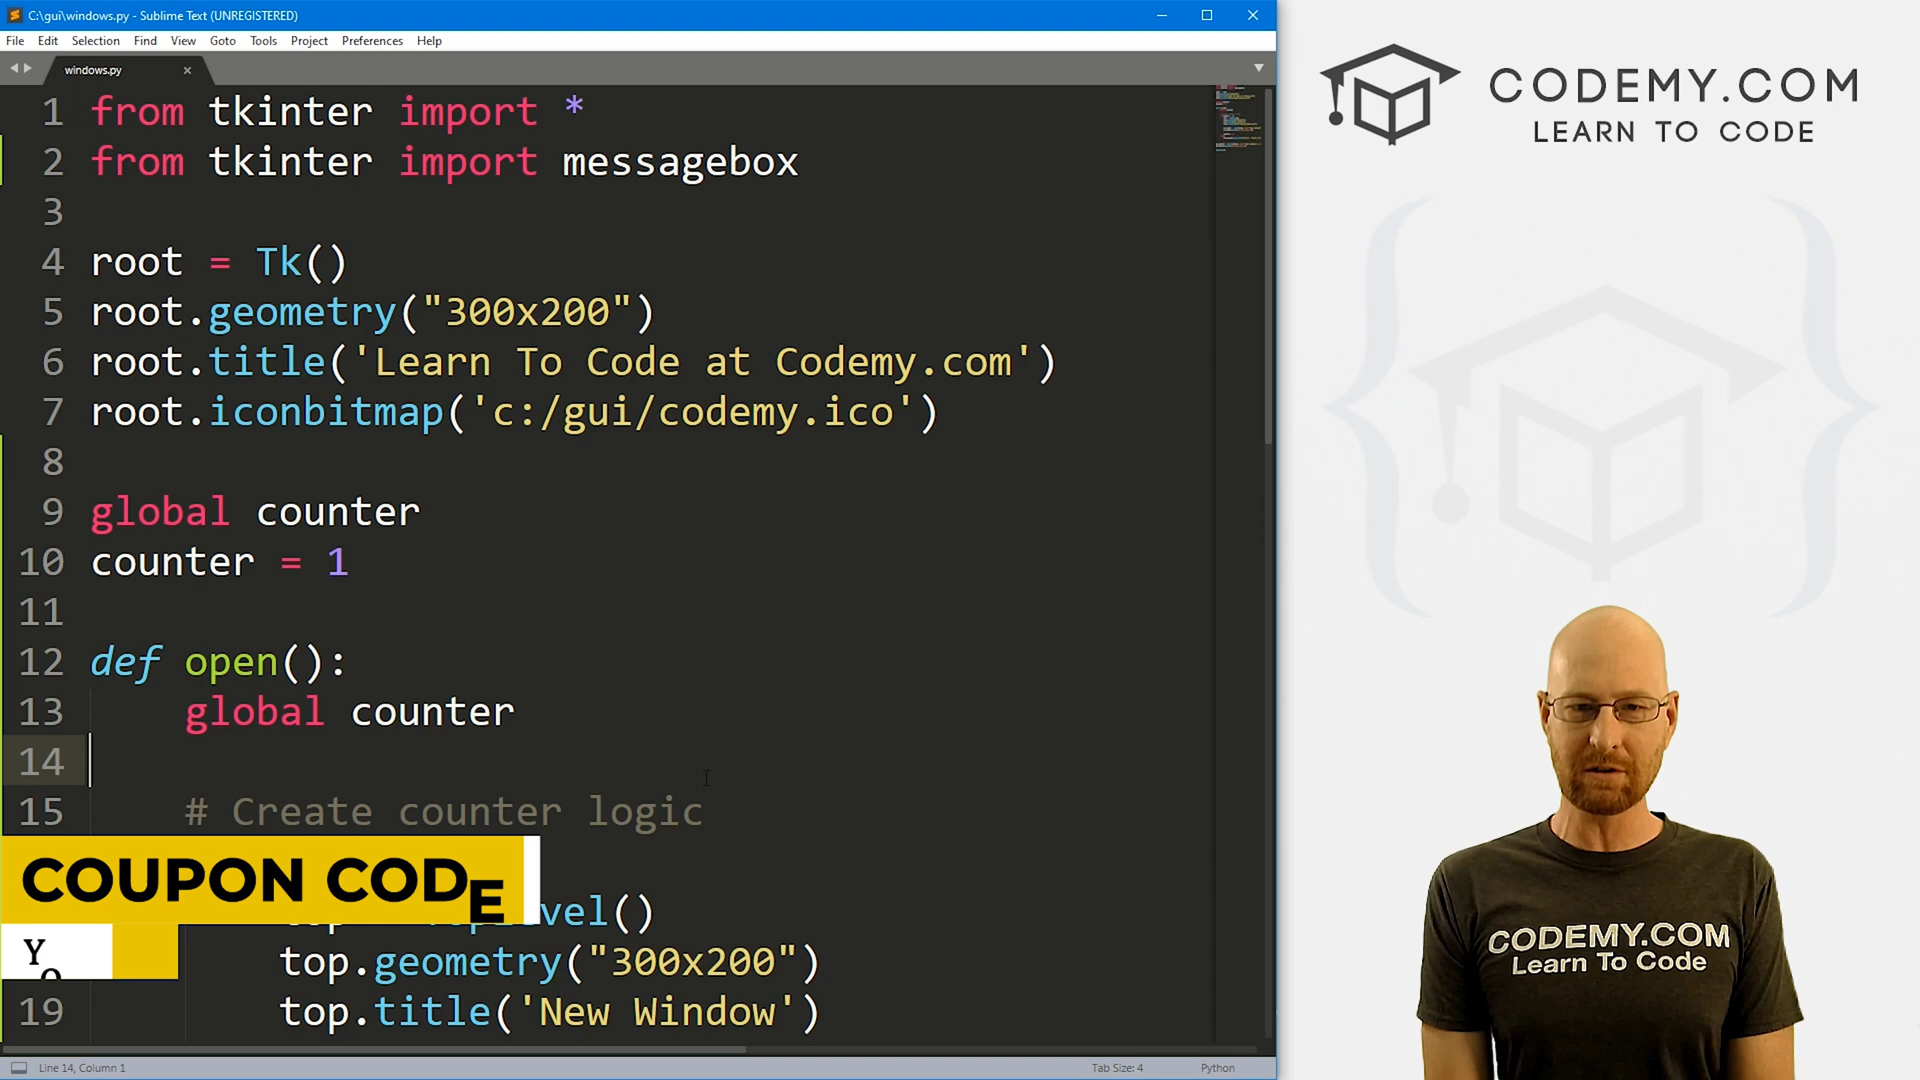 C:\gui\windows.py - Sublime Text (UNREGISTERED)
File Edit Selection Find View Goto Tools Project Preferences Help
windows.py
1 from tkinter import *
2 from tkinter import messagebox
3
4 root = Tk()
5 root.geometry("300x200")
6 root.title('Learn To Code at Codemy.com')
7 root.iconbitmap('c:/gui/codemy.ico')
8
9 global counter
10 counter = 1
11
12 def open():
13 global counter
14
15 # Create counter logic
vel()
top.geometry("300x200")
19 top.title('New Window')
COUPON CODE
Y
Line 14, Column 1
Tab Size: 4
Python
CODEMY.COM
LEARN TO CODE
CODEMY.COM
Learn To Code